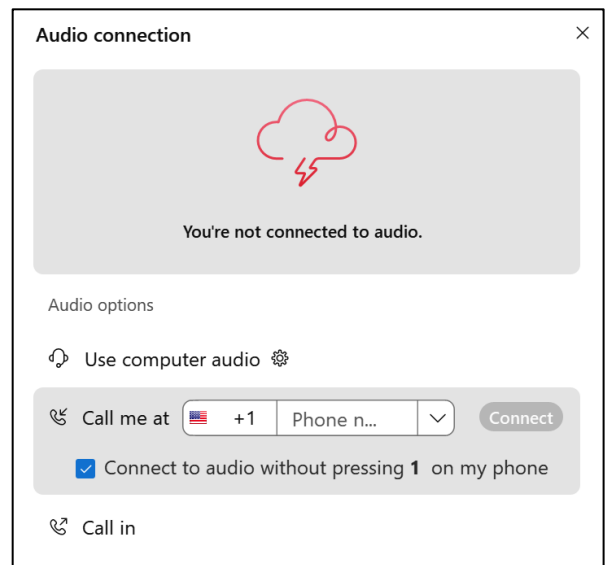 Audio connection
You're not connected to audio.
Audio options
Use computer audio
Call me at +1 Phone n... Connect
Connect to audio without pressing 1 on my phone
Call in